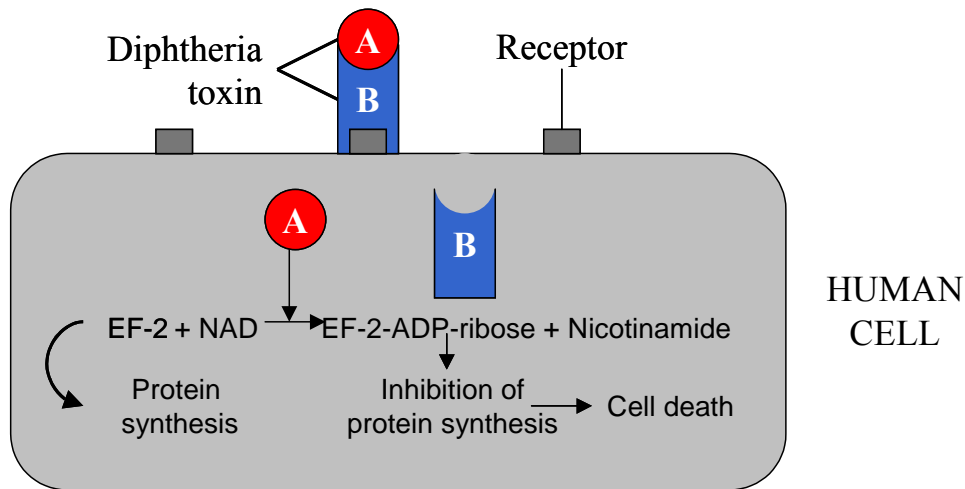 A
Diphtheria toxin
Receptor
B
A
B
HUMAN CELL
EF-2 + NAD
EF-2-ADP-ribose + Nicotinamide
Protein synthesis
Inhibition of protein synthesis
Cell death